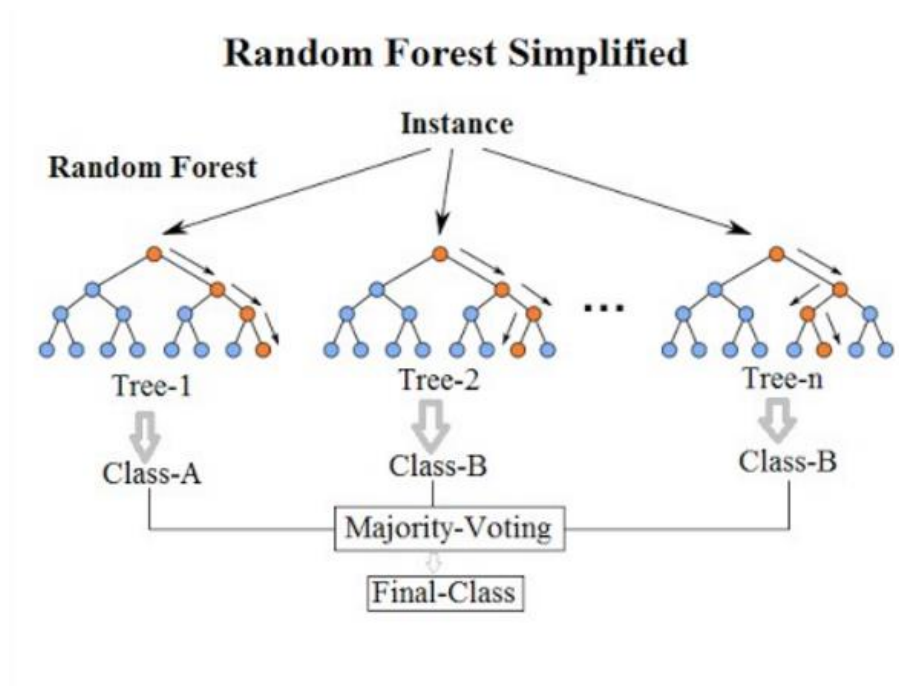 Random Forest Simplified
Instance
Random Forest
...
Tree-1
Tree-2
Tree-n
Class-A
Class-B
Class-B
Majority-Voting
Final-Class